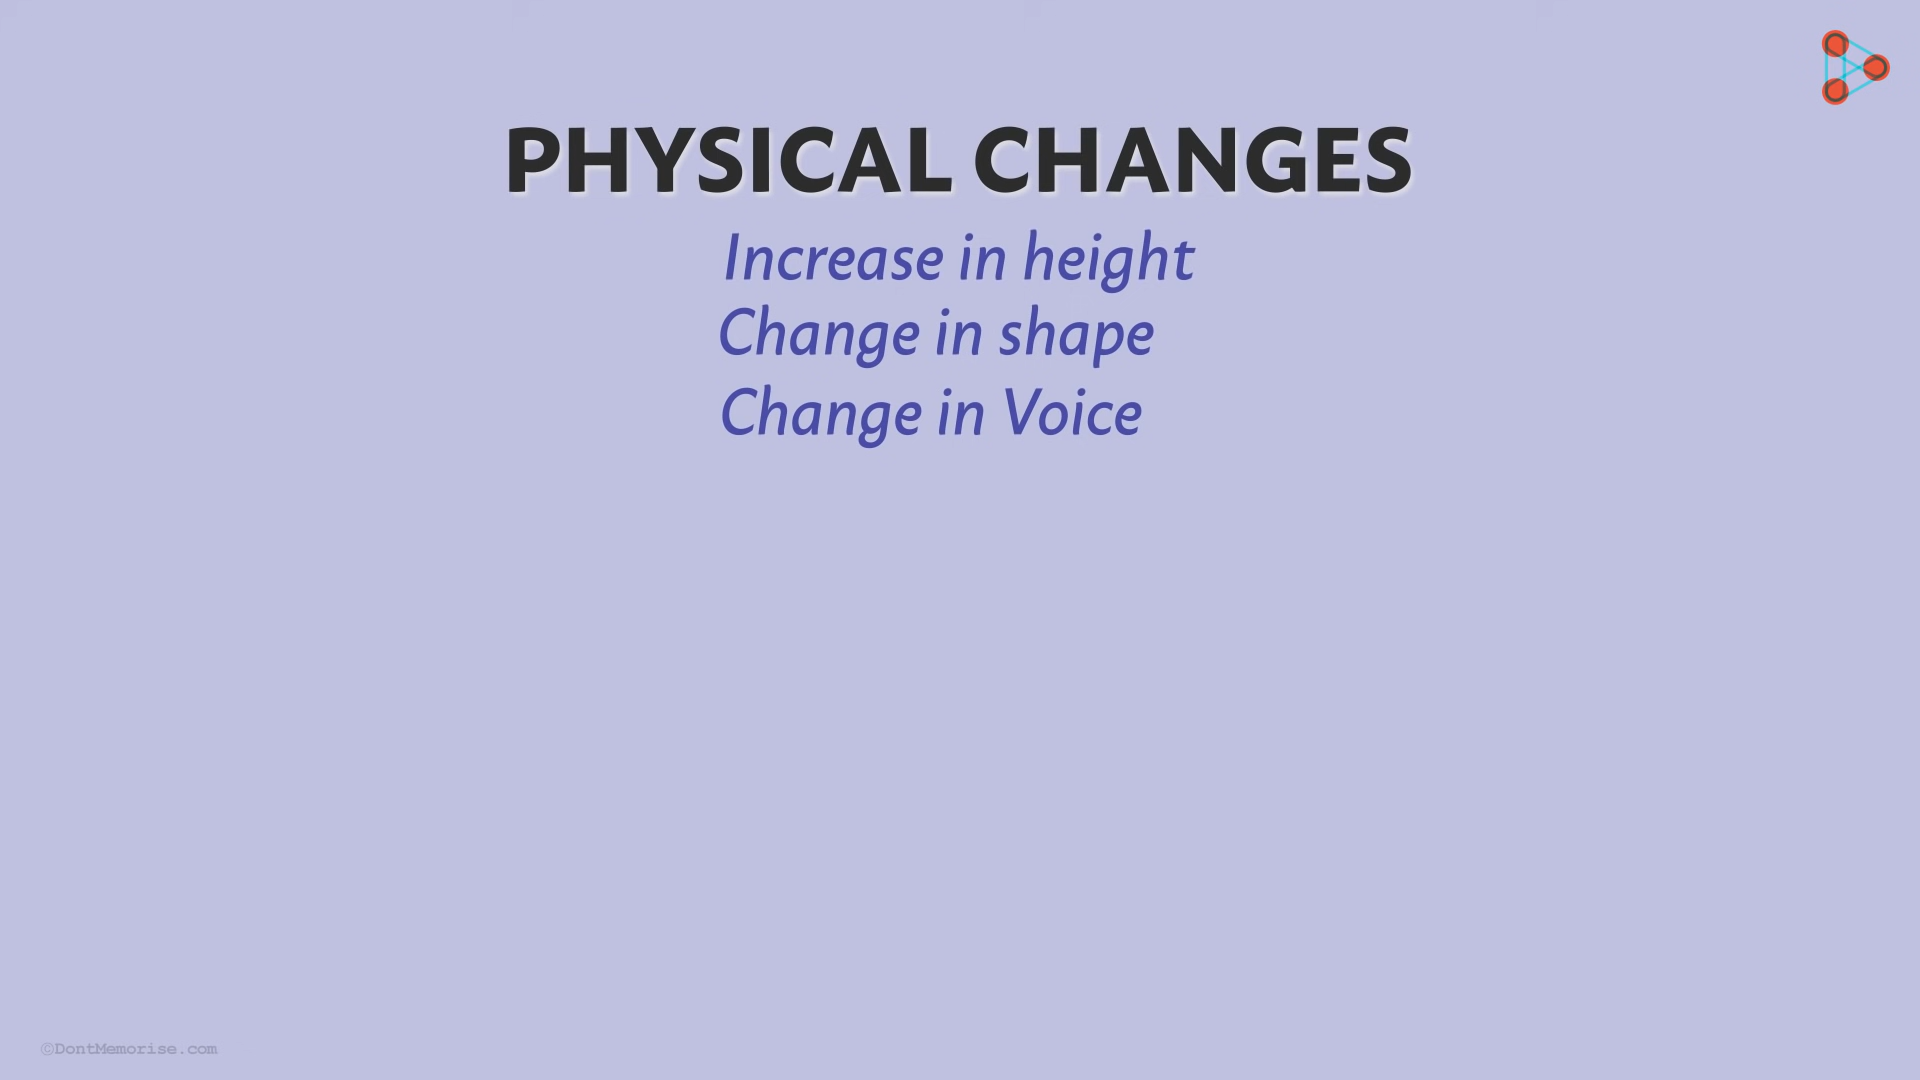 PHYSICAL CHANGES
Increase in height
Change in shape
Change in Voice
©DontMemorise.com